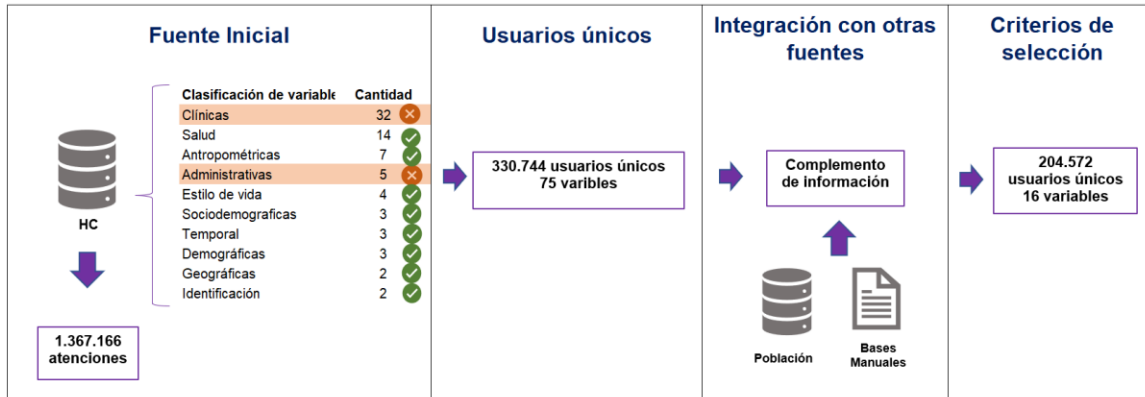 Fuente Inicial
Clasificación de variable Cantidad
Clínicas 32
Salud 14
Antropométricas 7
Administrativas 5
Estilo de vida 4
Sociodemograficas 3
Temporal 3
Demográficas 3
Geográficas 2
Identificación 2
HC
1.367.166
atenciones
Usuarios únicos
330.744 usuarios únicos
75 varibles
Integración con otras
fuentes
Complemento
de información
Población
Bases
Manuales
Criterios de
selección
204.572
usuarios únicos
16 variables